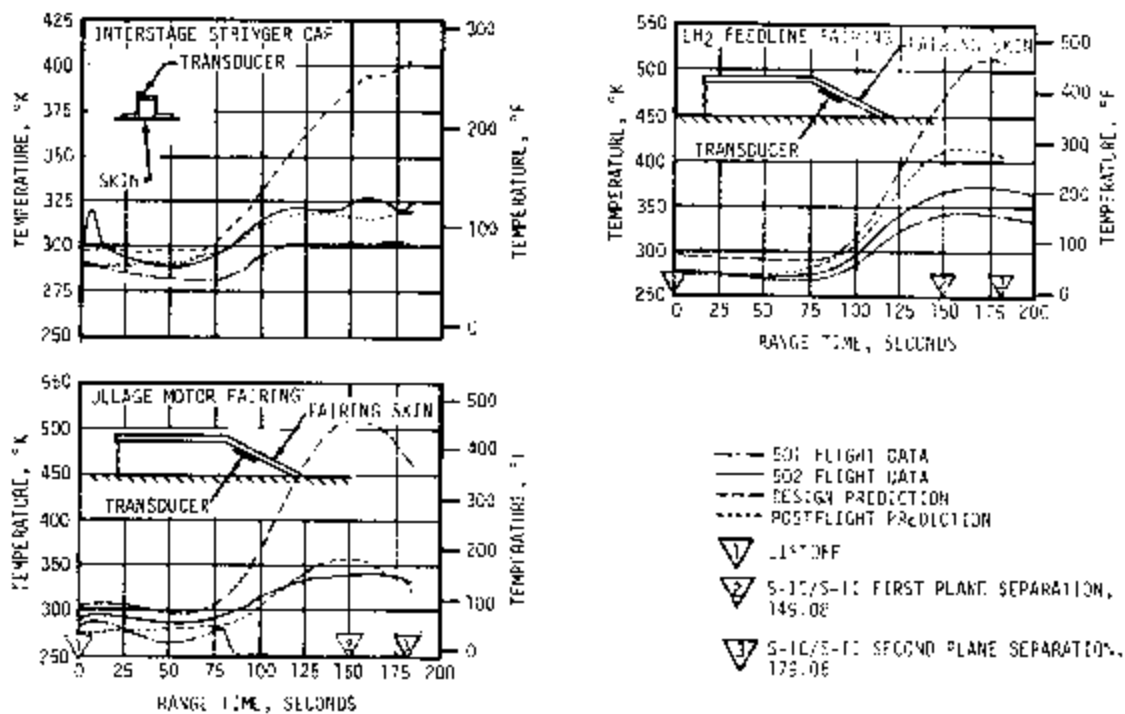 INTERSTAGE STRINGER CAP
TRANSDUCER
SKIN
TEMPERATURE, °K
425
400
375
350
325
300
275
250
TEMPERATURE, °F
300
200
100
0
LH2 FEEDLINE FAIRING
FAIRING SKIN
TRANSDUCER
TEMPERATURE, °K
550
500
450
400
350
300
250
TEMPERATURE, °F
500
400
300
200
100
0
0 25 50 75 100 125 150 175 200
RANGE TIME, SECONDS
ULLAGE MOTOR FAIRING
FAIRING SKIN
TRANSDUCER
TEMPERATURE, °K
550
500
450
400
350
300
250
TEMPERATURE, °F
500
400
300
200
100
0
0 25 50 75 100 125 150 175 200
RANGE TIME, SECONDS
501 FLIGHT DATA
502 FLIGHT DATA
DESIGN PREDICTION
POSTFLIGHT PREDICTION
1 LIFTOFF
2 S-IC/S-II FIRST PLANE SEPARATION,
149.08
3 S-IC/S-II SECOND PLANE SEPARATION,
179.06